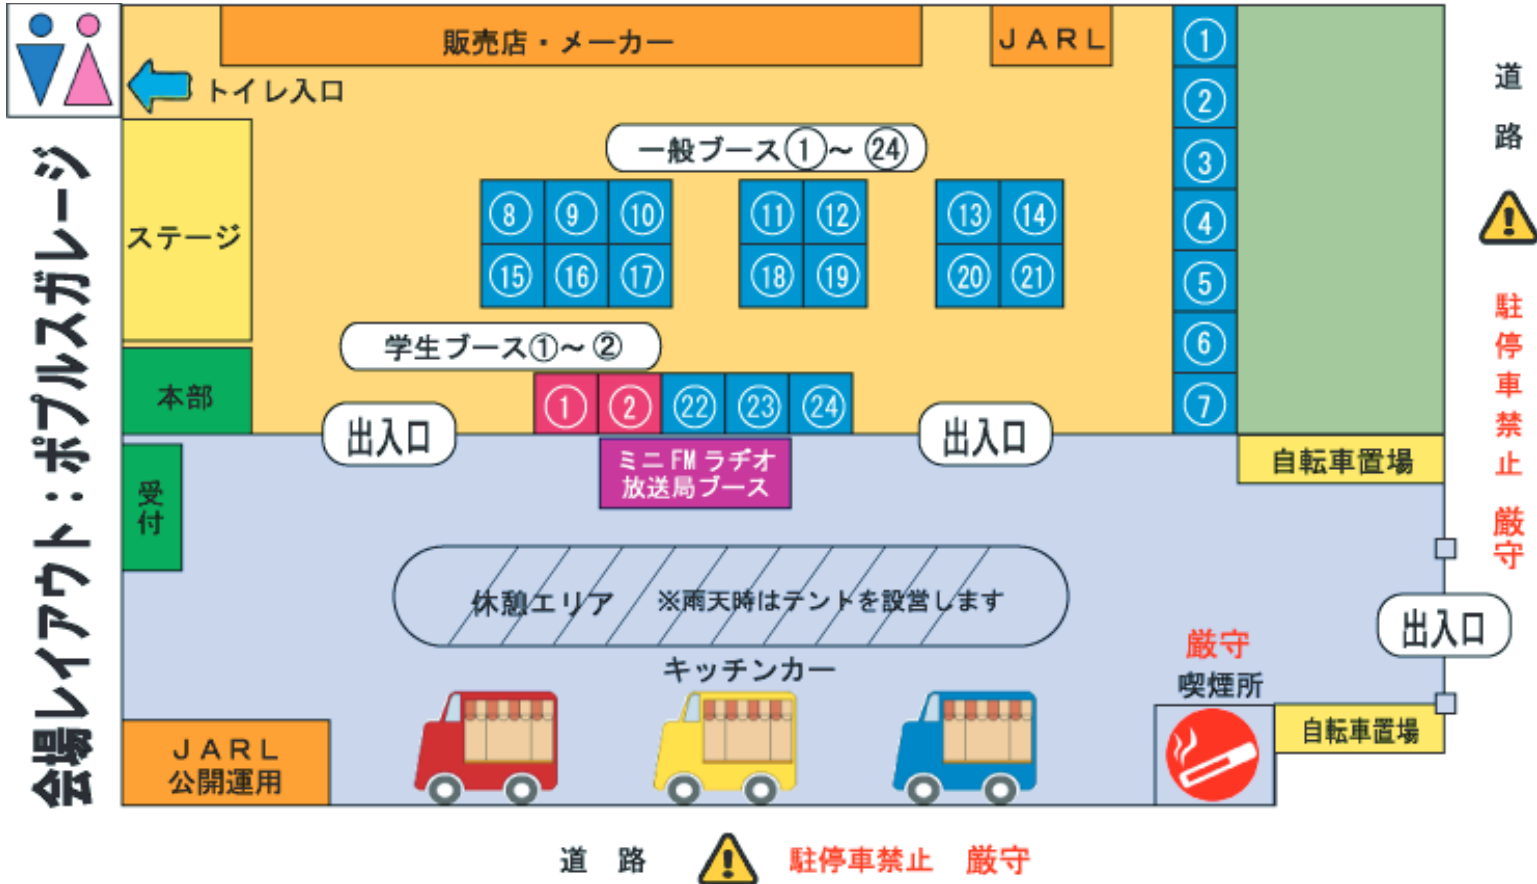 会場レイアウト：ポプルスガレージ
販売店・メーカー
ＪＡＲＬ
トイレ入口
一般ブース①～㉔
ステージ
⑧ ⑨ ⑩ ⑪ ⑫ ⑬ ⑭
⑮ ⑯ ⑰ ⑱ ⑲ ⑳ ㉑
①
②
③
④
⑤
⑥
⑦
学生ブース①～②
本部
① ② ㉒ ㉓ ㉔
出入口
出入口
ミニFMラヂオ
放送局ブース
自転車置場
受付
休憩エリア ※雨天時はテントを設営します
出入口
キッチンカー
厳守
喫煙所
自転車置場
ＪＡＲＬ
公開運用
道路
駐停車禁止 厳守
道路 駐停車禁止 厳守